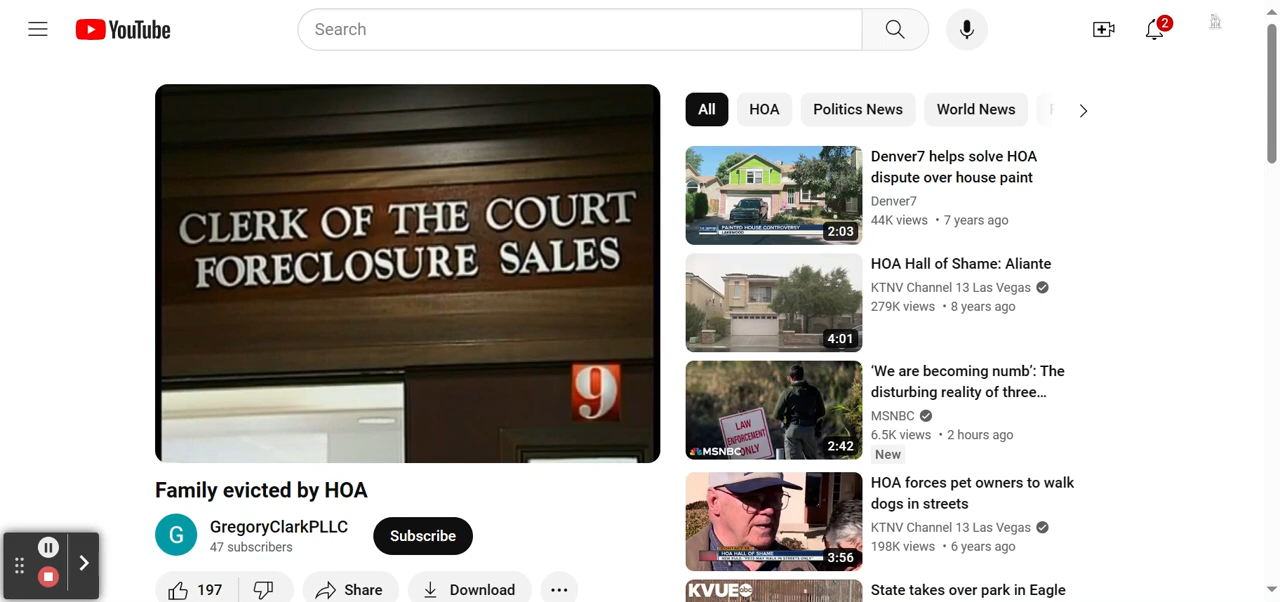 YouTube
Search
2
CLERK OF THE COURT
FORECLOSURE SALES
9
Family evicted by HOA
G
GregoryClarkPLLC
47 subscribers
Subscribe
197
Share
Download
All
HOA
Politics News
World News
PAINTED HOUSE CONTROVERSY
LAKEWOOD
2:03
Denver7 helps solve HOA
dispute over house paint
Denver7
44K views • 7 years ago
4:01
HOA Hall of Shame: Aliante
KTNV Channel 13 Las Vegas
279K views • 8 years ago
LAW
ENFORCEMENT
ONLY
MSNBC
2:42
‘We are becoming numb’: The
disturbing reality of three…
MSNBC
6.5K views • 2 hours ago
New
HOA HALL OF SHAME
3:56
HOA forces pet owners to walk
dogs in streets
KTNV Channel 13 Las Vegas
198K views • 6 years ago
KVUE abc
State takes over park in Eagle